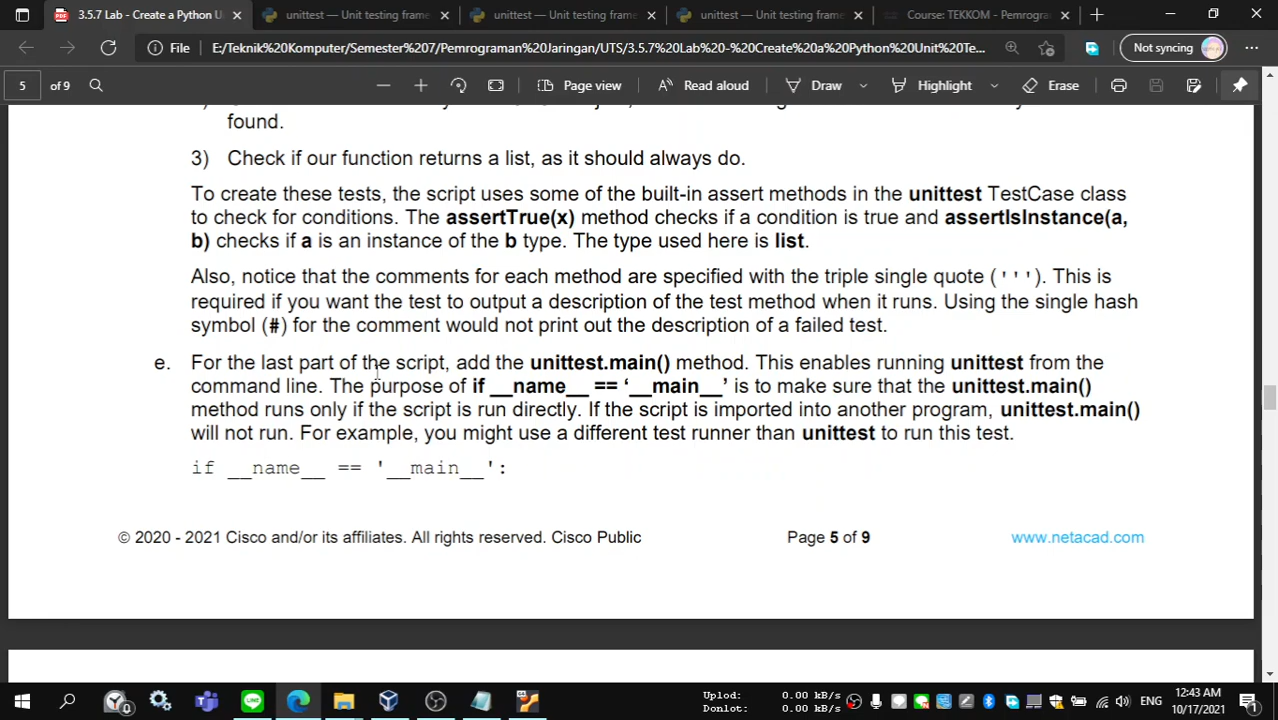 3.5.7 Lab - Create a Python U
unittest — Unit testing frame
unittest — Unit testing frame
unittest — Unit testing frame
Course: TEKKOM - Pemrogra
File
E:/Teknik%20Komputer/Semester%207/Pemrograman%20Jaringan/UTS/3.5.7%20Lab%20-%20Create%20a%20Python%20Unit%20Te...
Not syncing
5 of 9
Page view
Read aloud
Draw
Highlight
Erase
found.
3) Check if our function returns a list, as it should always do.
To create these tests, the script uses some of the built-in assert methods in the unittest TestCase class
to check for conditions. The assertTrue(x) method checks if a condition is true and assertIsInstance(a,
b) checks if a is an instance of the b type. The type used here is list.
Also, notice that the comments for each method are specified with the triple single quote ('''). This is
required if you want the test to output a description of the test method when it runs. Using the single hash
symbol (#) for the comment would not print out the description of a failed test.
e. For the last part of the script, add the unittest.main() method. This enables running unittest from the
command line. The purpose of if __name__ == ‘__main__’ is to make sure that the unittest.main()
method runs only if the script is run directly. If the script is imported into another program, unittest.main()
will not run. For example, you might use a different test runner than unittest to run this test.
if __name__ == '__main__':
© 2020 - 2021 Cisco and/or its affiliates. All rights reserved. Cisco Public
Page 5 of 9
www.netacad.com
Uplod: 0.00 kB/s
Donlot: 0.00 kB/s
ENG
12:43 AM
10/17/2021